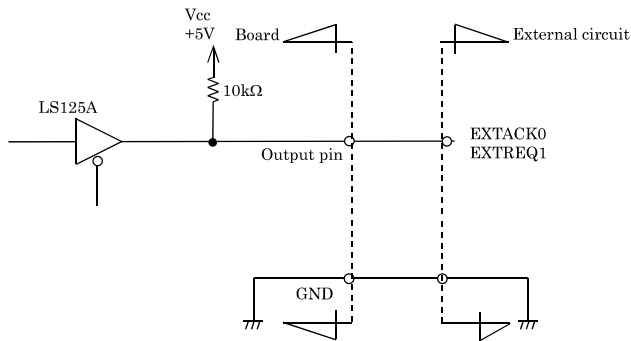 Vcc
+5V
Board
External circuit
10kΩ
LS125A
Output pin
EXTACK0
EXTREQ1
GND